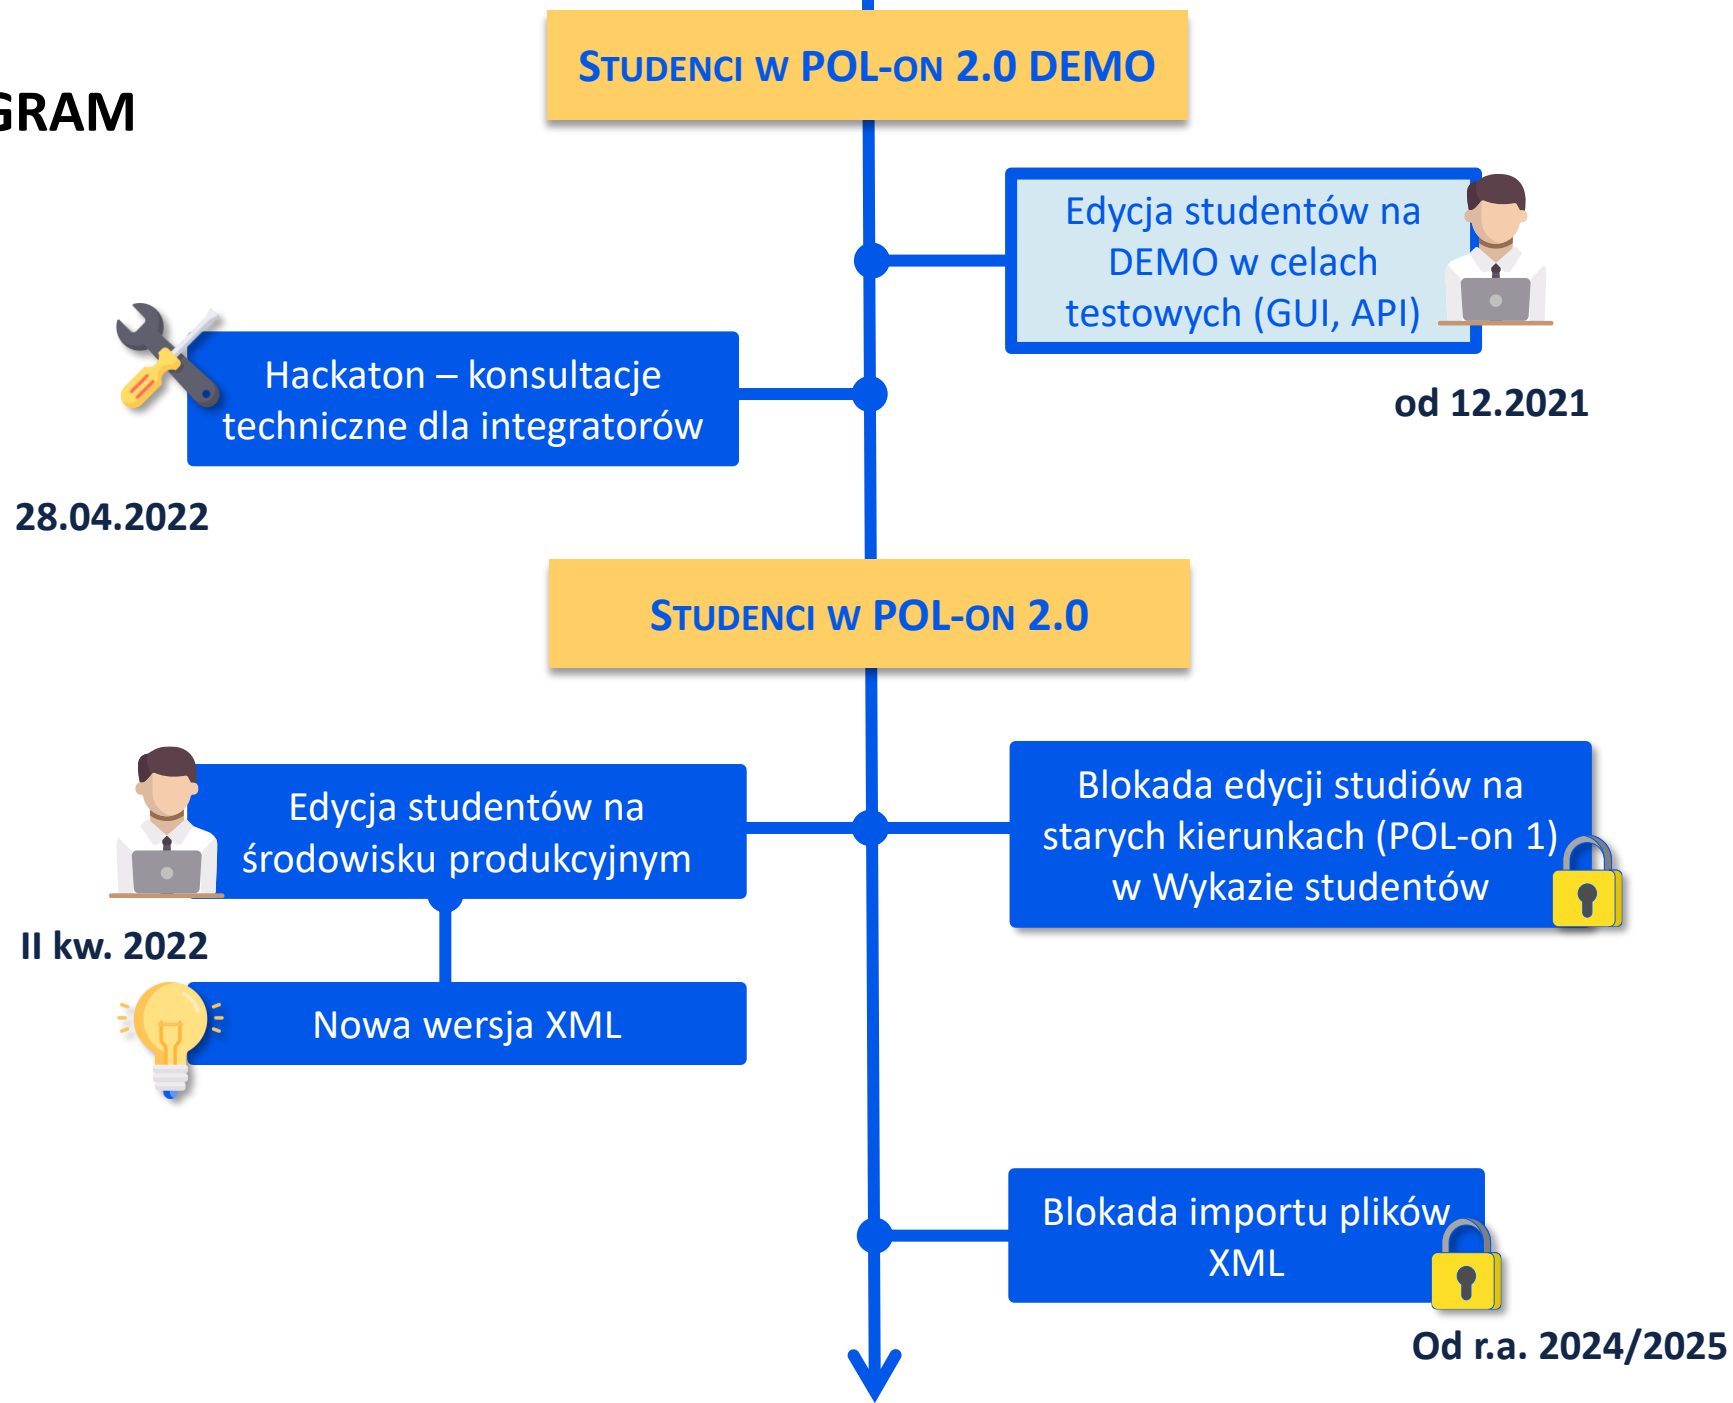 STUDENCI W POL-ON 2.0 DEMO
GRAM
Edycja studentów na
DEMO w celach
testowych (GUI, API)
od 12.2021
Hackaton – konsultacje
techniczne dla integratorów
28.04.2022
STUDENCI W POL-ON 2.0
Edycja studentów na
środowisku produkcyjnym
II kw. 2022
Blokada edycji studiów na
starych kierunkach (POL-on 1)
w Wykazie studentów
Nowa wersja XML
Blokada importu plików
XML
Od r.a. 2024/2025